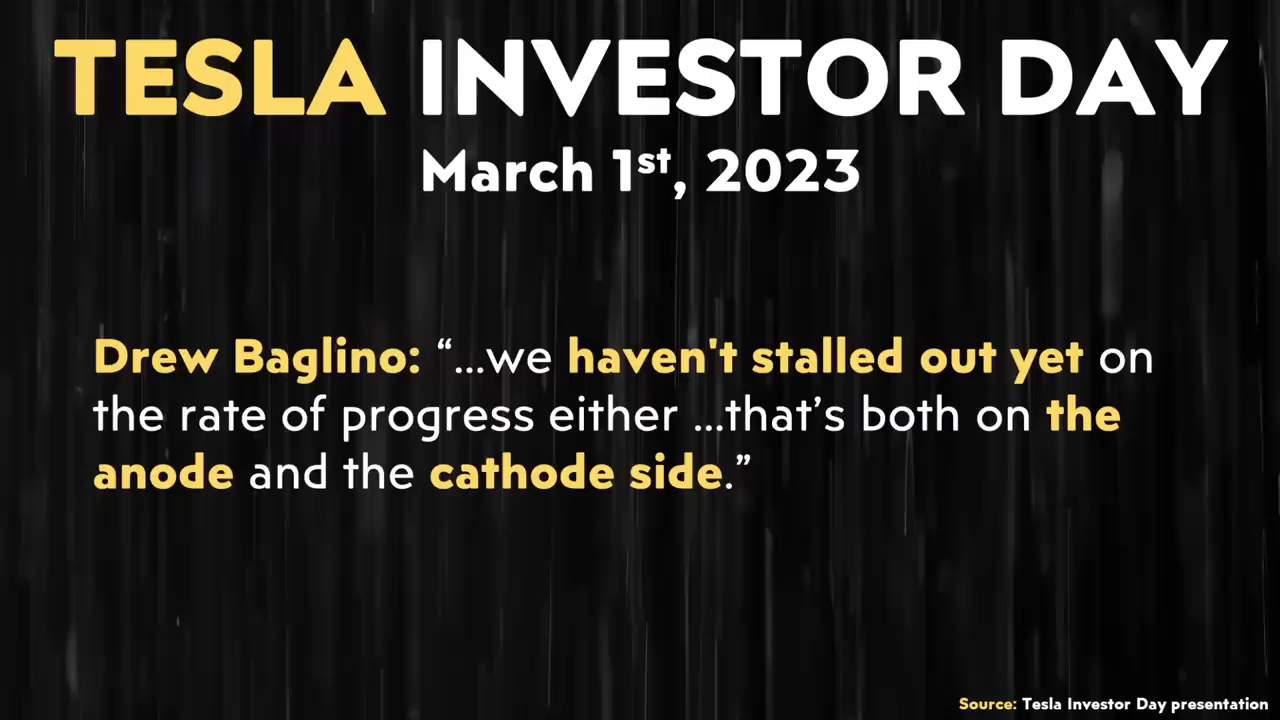 TESLA INVESTOR DAY
March 1st, 2023
Drew Baglino: “...we haven't stalled out yet on
the rate of progress either ...that’s both on the
anode and the cathode side.”
Source: Tesla Investor Day presentation